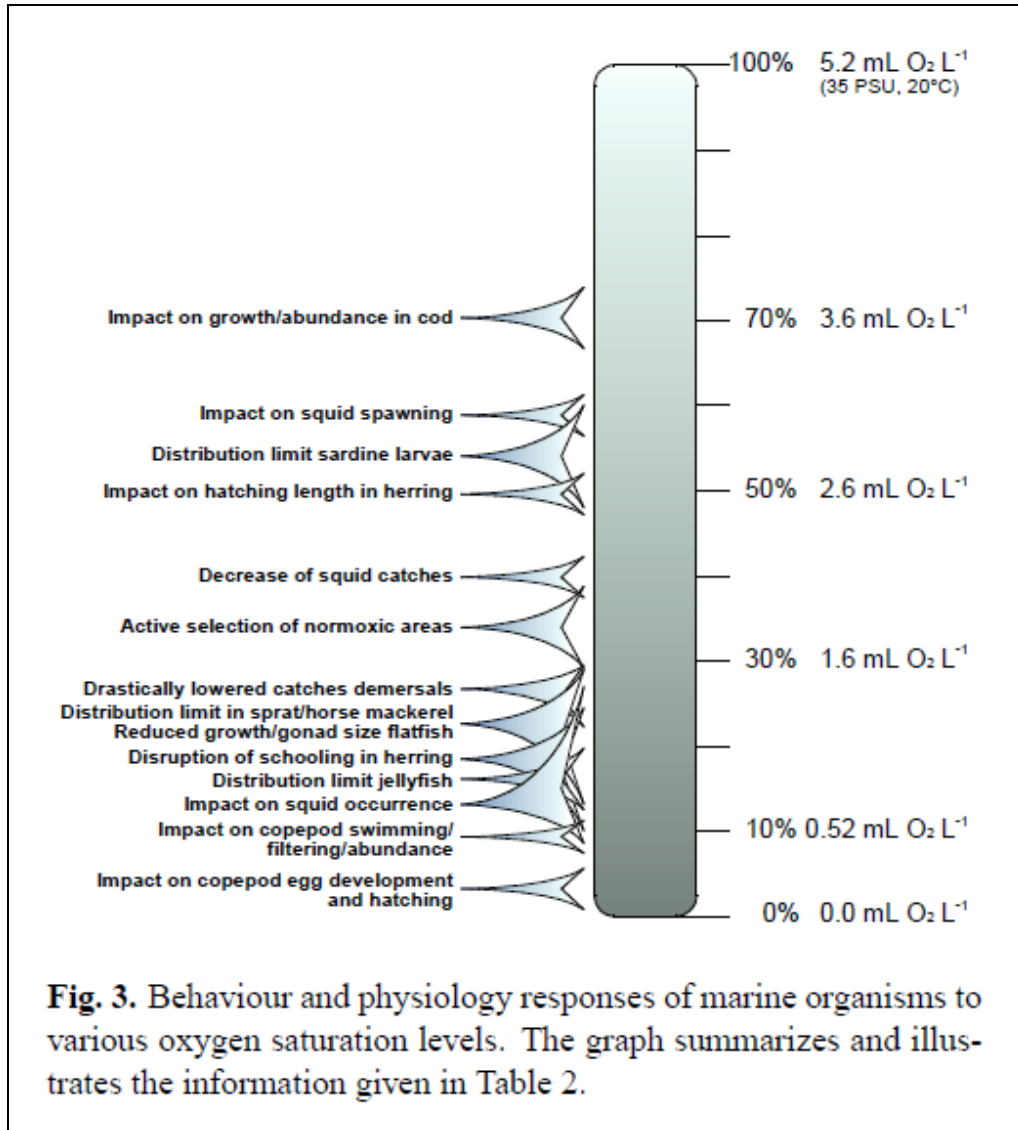 100% 5.2 mL O₂ L⁻¹
(35 PSU, 20°C)
Impact on growth/abundance in cod
70% 3.6 mL O₂ L⁻¹
Impact on squid spawning
Distribution limit sardine larvae
Impact on hatching length in herring
50% 2.6 mL O₂ L⁻¹
Decrease of squid catches
Active selection of normoxic areas
30% 1.6 mL O₂ L⁻¹
Drastically lowered catches demersals
Distribution limit in sprat/horse mackerel
Reduced growth/gonad size flatfish
Disruption of schooling in herring
Distribution limit jellyfish
Impact on squid occurrence
Impact on copepod swimming/
filtering/abundance
10% 0.52 mL O₂ L⁻¹
Impact on copepod egg development
and hatching
0% 0.0 mL O₂ L⁻¹
Fig. 3. Behaviour and physiology responses of marine organisms to
various oxygen saturation levels. The graph summarizes and illus-
trates the information given in Table 2.